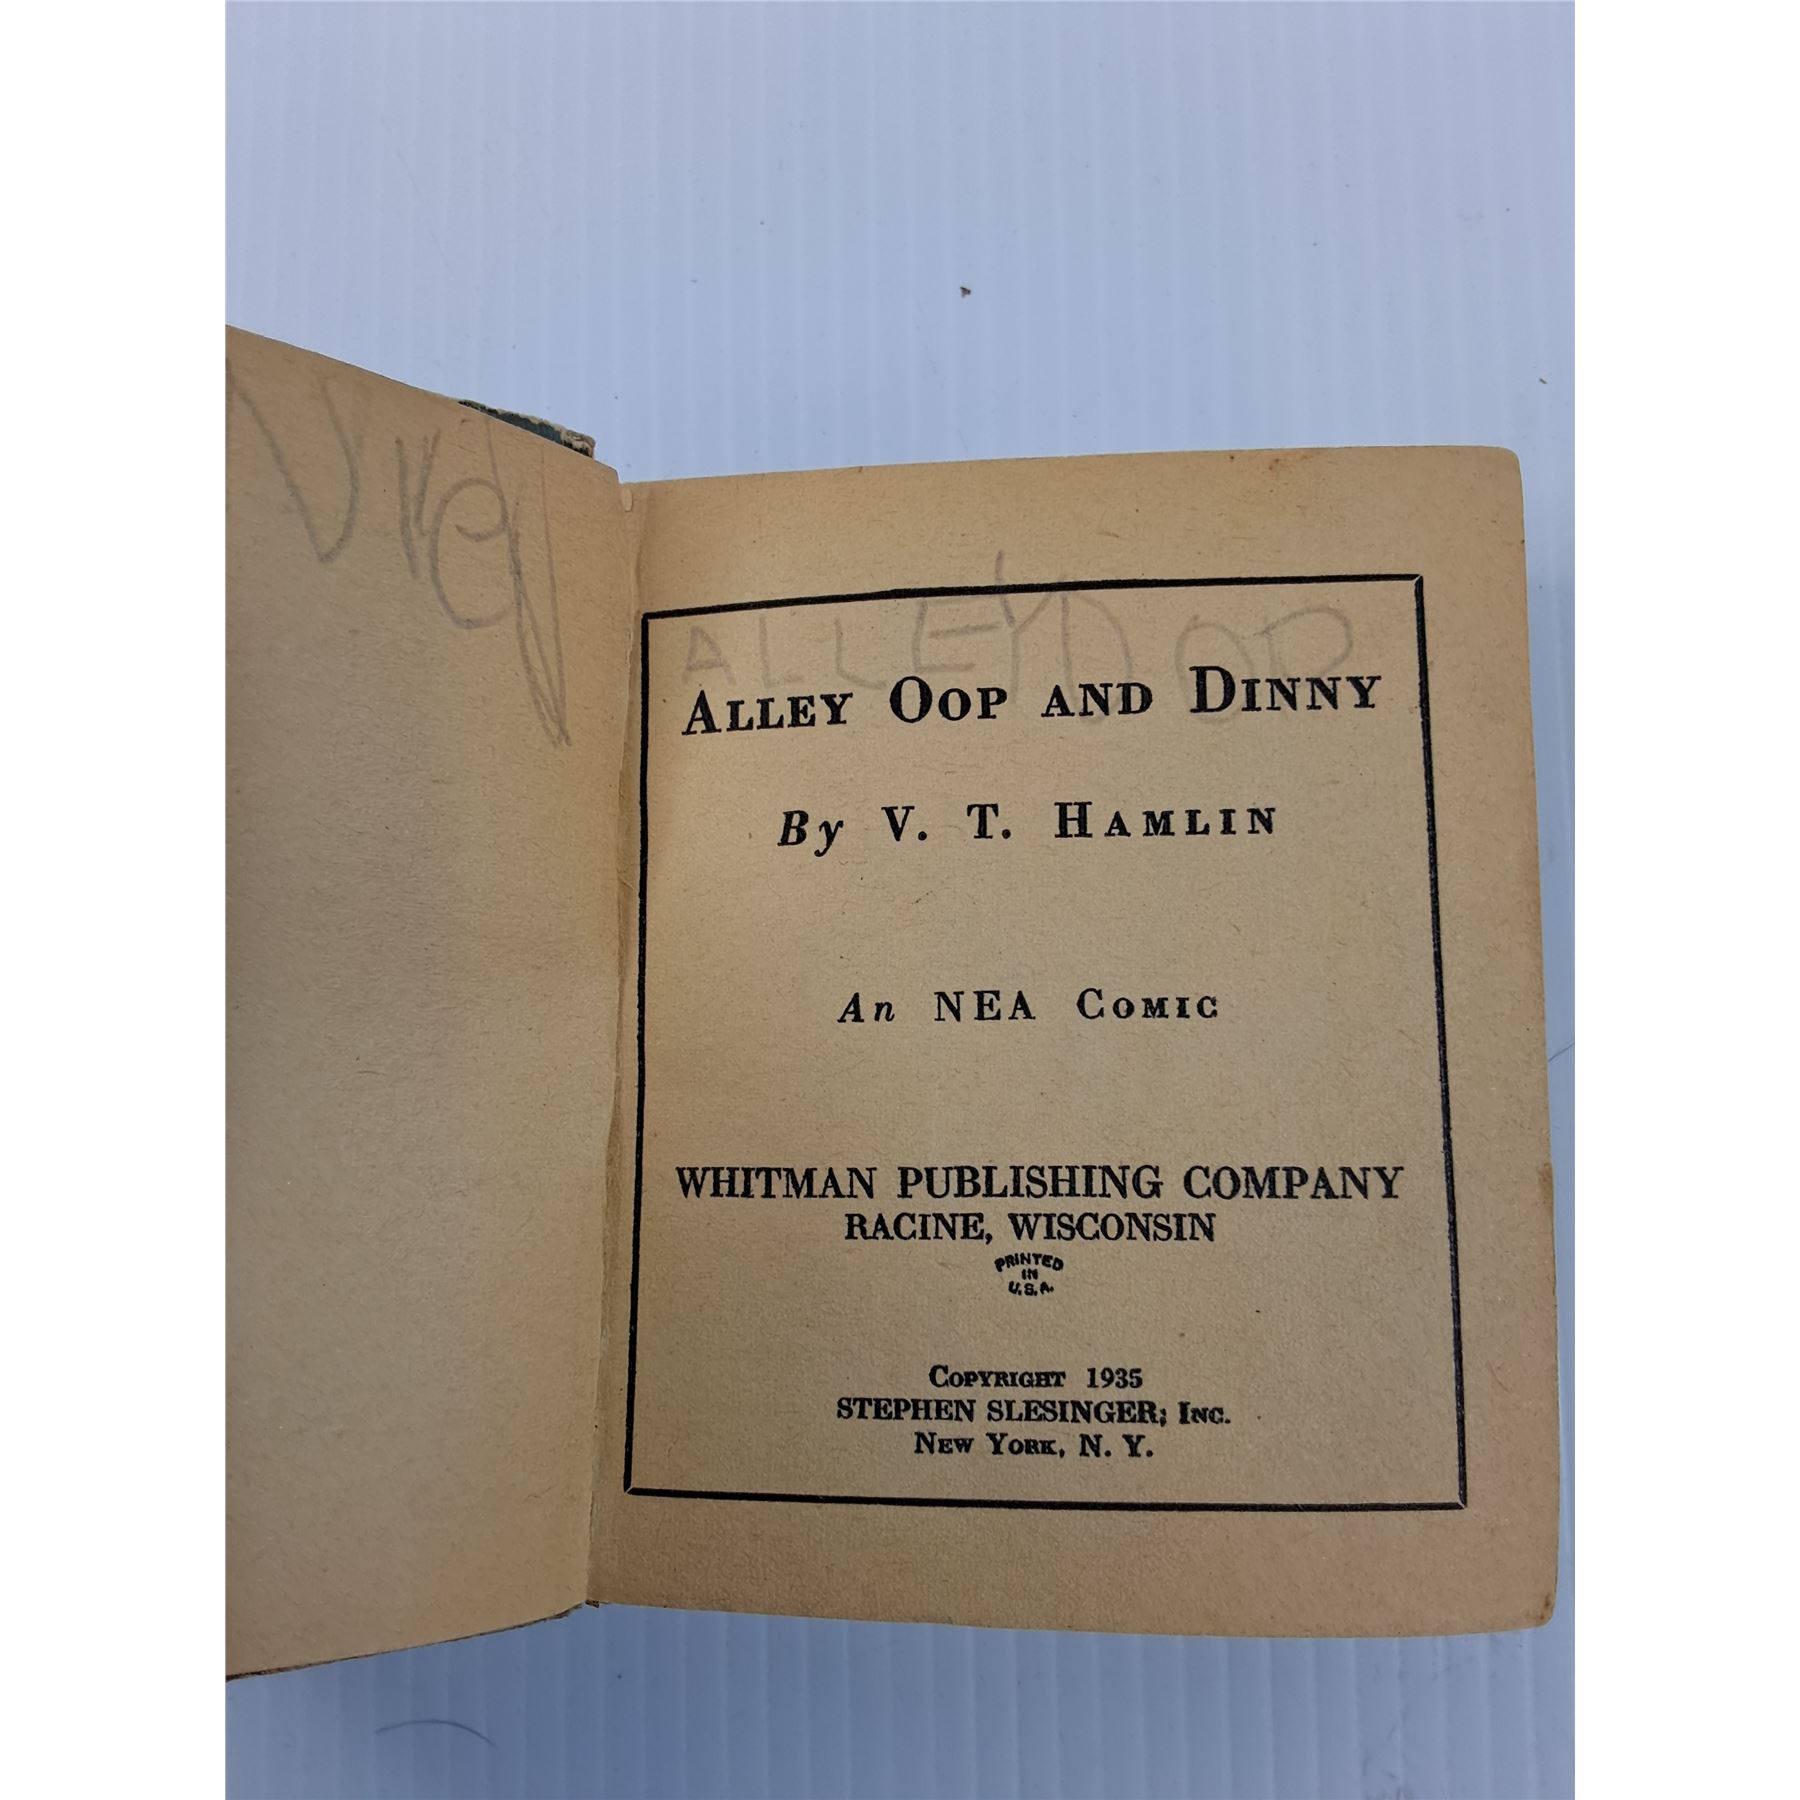 ALLEY OOP
ALLEY OOP AND DINNY
By V. T. HAMLIN
An NEA COMIC
WHITMAN PUBLISHING COMPANY
RACINE, WISCONSIN
PRINTED
IN
U.S.A.
COPYRIGHT 1935
STEPHEN SLESINGER, INC.
NEW YORK, N. Y.